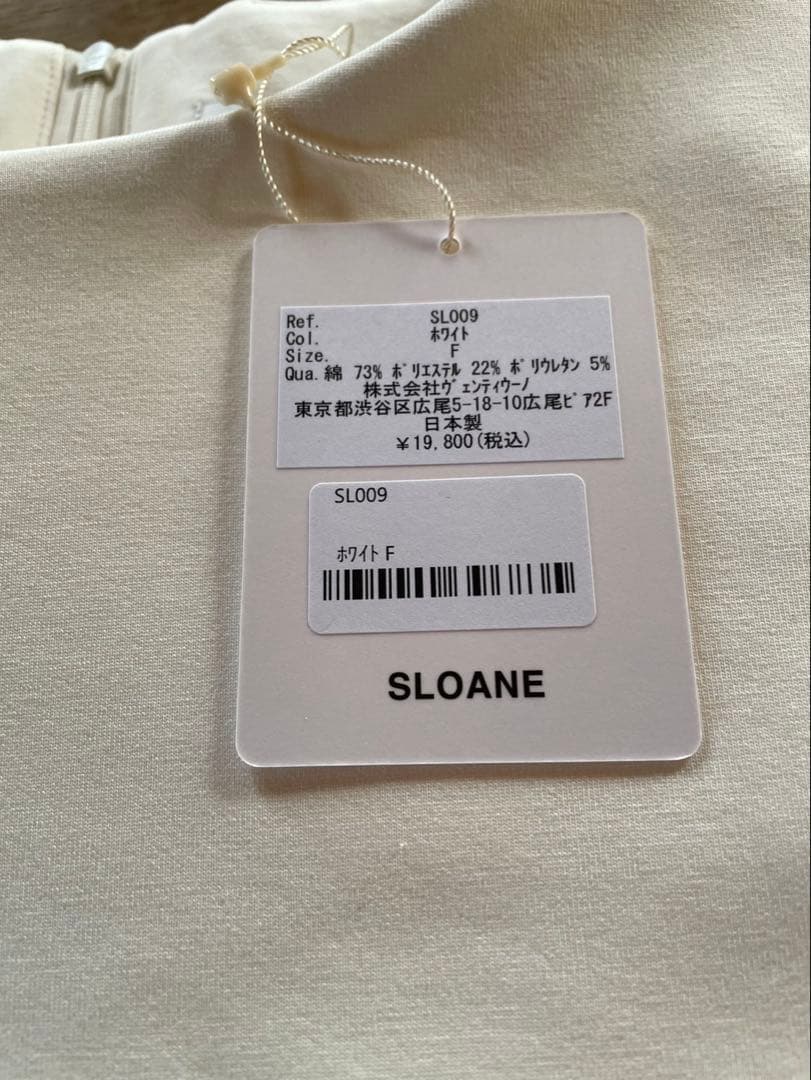 Ref. SL009
Col. ﾎﾜｲﾄ
Size. F
Qua. 綿 73% ﾎﾟﾘｴｽﾃﾙ 22% ﾎﾟﾘｳﾚﾀﾝ 5%
株式会社ヴェンティウーノ
東京都渋谷区広尾5-18-10広尾ﾋﾟｱ2F
日本製
￥19,800(税込)
SL009
ﾎﾜｲﾄ F
SLOANE